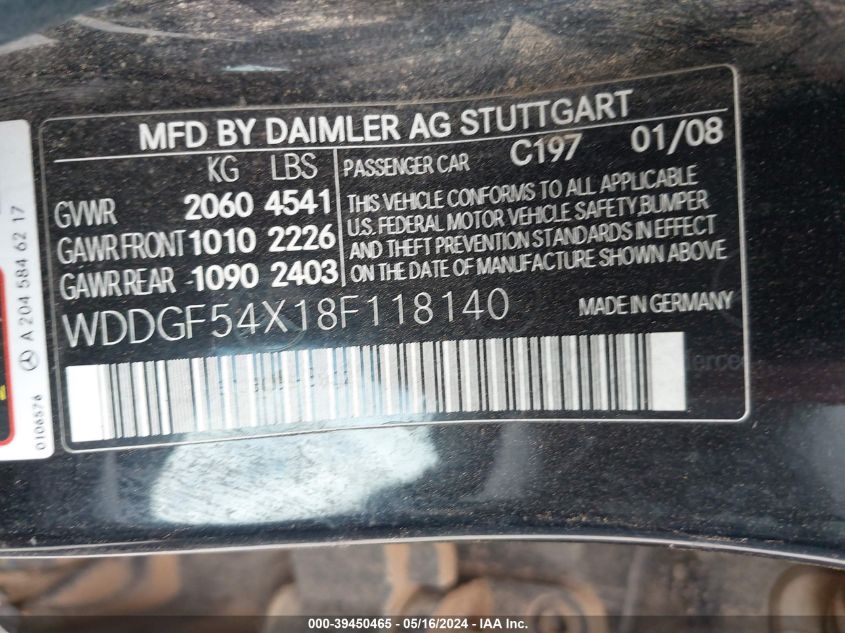 MFD BY DAIMLER AG STUTTGART
KG LBS PASSENGER CAR C197 01/08
GVWR 2060 4541
GAWR FRONT 1010 2226
GAWR REAR 1090 2403
THIS VEHICLE CONFORMS TO ALL APPLICABLE
U.S. FEDERAL MOTOR VEHICLE SAFETY, BUMPER
AND THEFT PREVENTION STANDARDS IN EFFECT
ON THE DATE OF MANUFACTURE SHOWN ABOVE
WDDGF54X18F118140
A 204 584 62 17
0106576
000-39450465 - 05/16/2024 - IAA Inc.